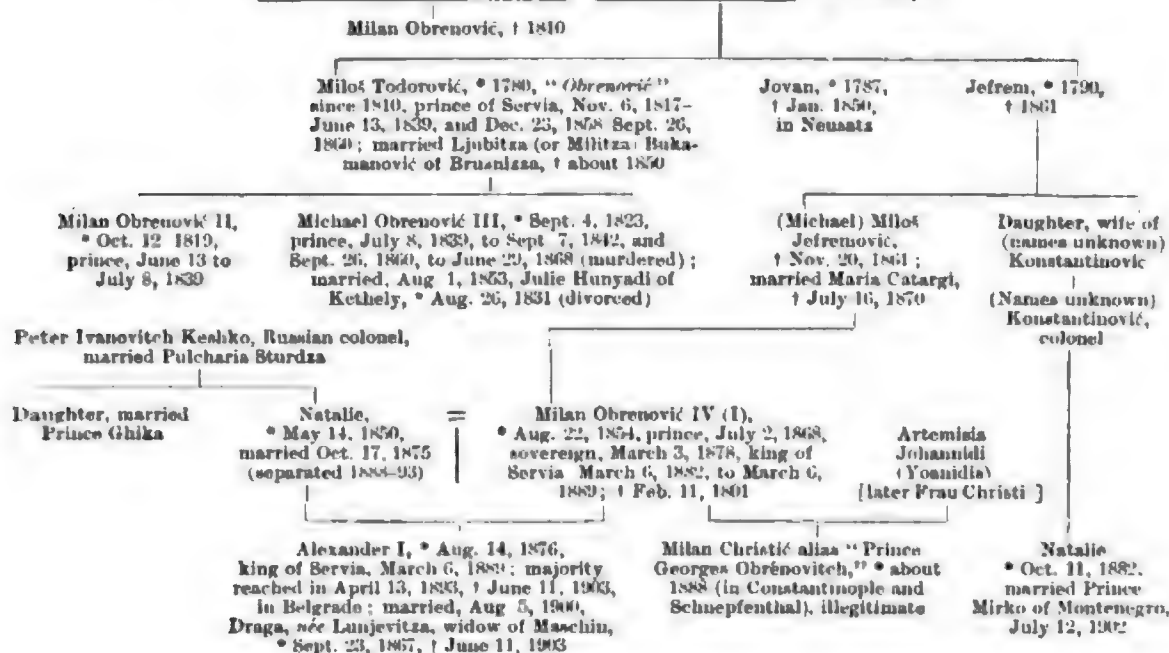 Milan Obrenović, † 1810
Miloš Todorović, * 1780, "Obrenović"
since 1810, prince of Servia, Nov. 6, 1817-
June 13, 1839, and Dec. 23, 1858 Sept. 26,
1860; married Ljubitza (or Militza) Buka-
manović of Brusnizza, † about 1850
Jovan, * 1787,
† Jan. 1850,
in Neusatz
Jefrem, * 1790,
† 1861
Milan Obrenović II,
* Oct. 12 1819,
prince, June 13 to
July 8, 1839
Michael Obrenović III, * Sept. 4, 1823,
prince, July 8, 1839, to Sept. 7, 1842, and
Sept. 26, 1860, to June 29, 1868 (murdered);
married, Aug. 1, 1853, Julie Hunyadi of
Kethely, * Aug. 26, 1831 (divorced)
(Michael) Miloš
Jefremović,
† Nov. 20, 1861;
married Maria Catargi,
† July 16, 1870
Daughter, wife of
(names unknown)
Konstantinovic
(Names unknown)
Konstantinović,
colonel
Peter Ivanovitch Keshko, Russian colonel,
married Pulcharia Sturdza
Daughter, married
Prince Ghika
Natalie,
* May 14, 1850,
married Oct. 17, 1875
(separated 1888-93)
=
Milan Obrenović IV (I),
* Aug. 22, 1854, prince, July 2, 1868,
sovereign, March 3, 1878, king of
Servia March 6, 1882, to March 6,
1889; † Feb. 11, 1801
Artemisia
Johannidi
(Yoanidia)
[later Frau Christi ]
Alexander I, * Aug. 14, 1876,
king of Servia, March 6, 1889; majority
reached in April 13, 1893, † June 11, 1903,
in Belgrade; married, Aug 5, 1900,
Draga, née Lunjevitza, widow of Maschin,
* Sept. 23, 1867, † June 11, 1903
Milan Christić alias "Prince
Georges Obrénovitch," * about
1888 (in Constantinople and
Schnepfenthal), illegitimate
Natalie
* Oct. 11, 1882,
married Prince
Mirko of Montenegro,
July 12, 1902